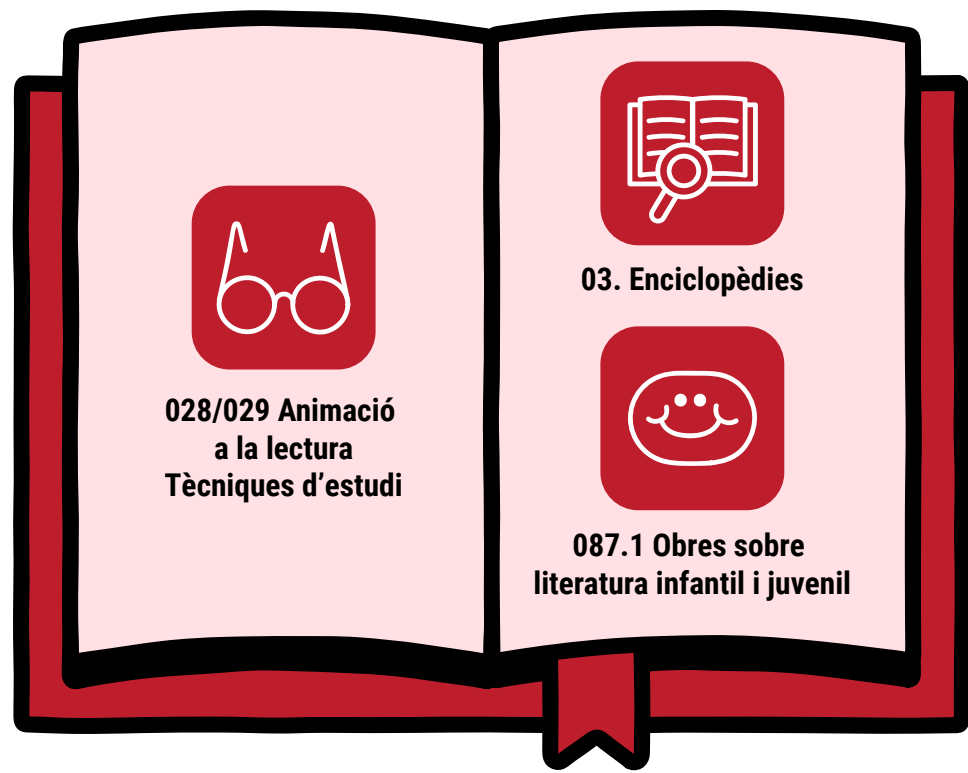 028/029 Animació
a la lectura
Tècniques d’estudi
03. Enciclopèdies
087.1 Obres sobre
literatura infantil i juvenil